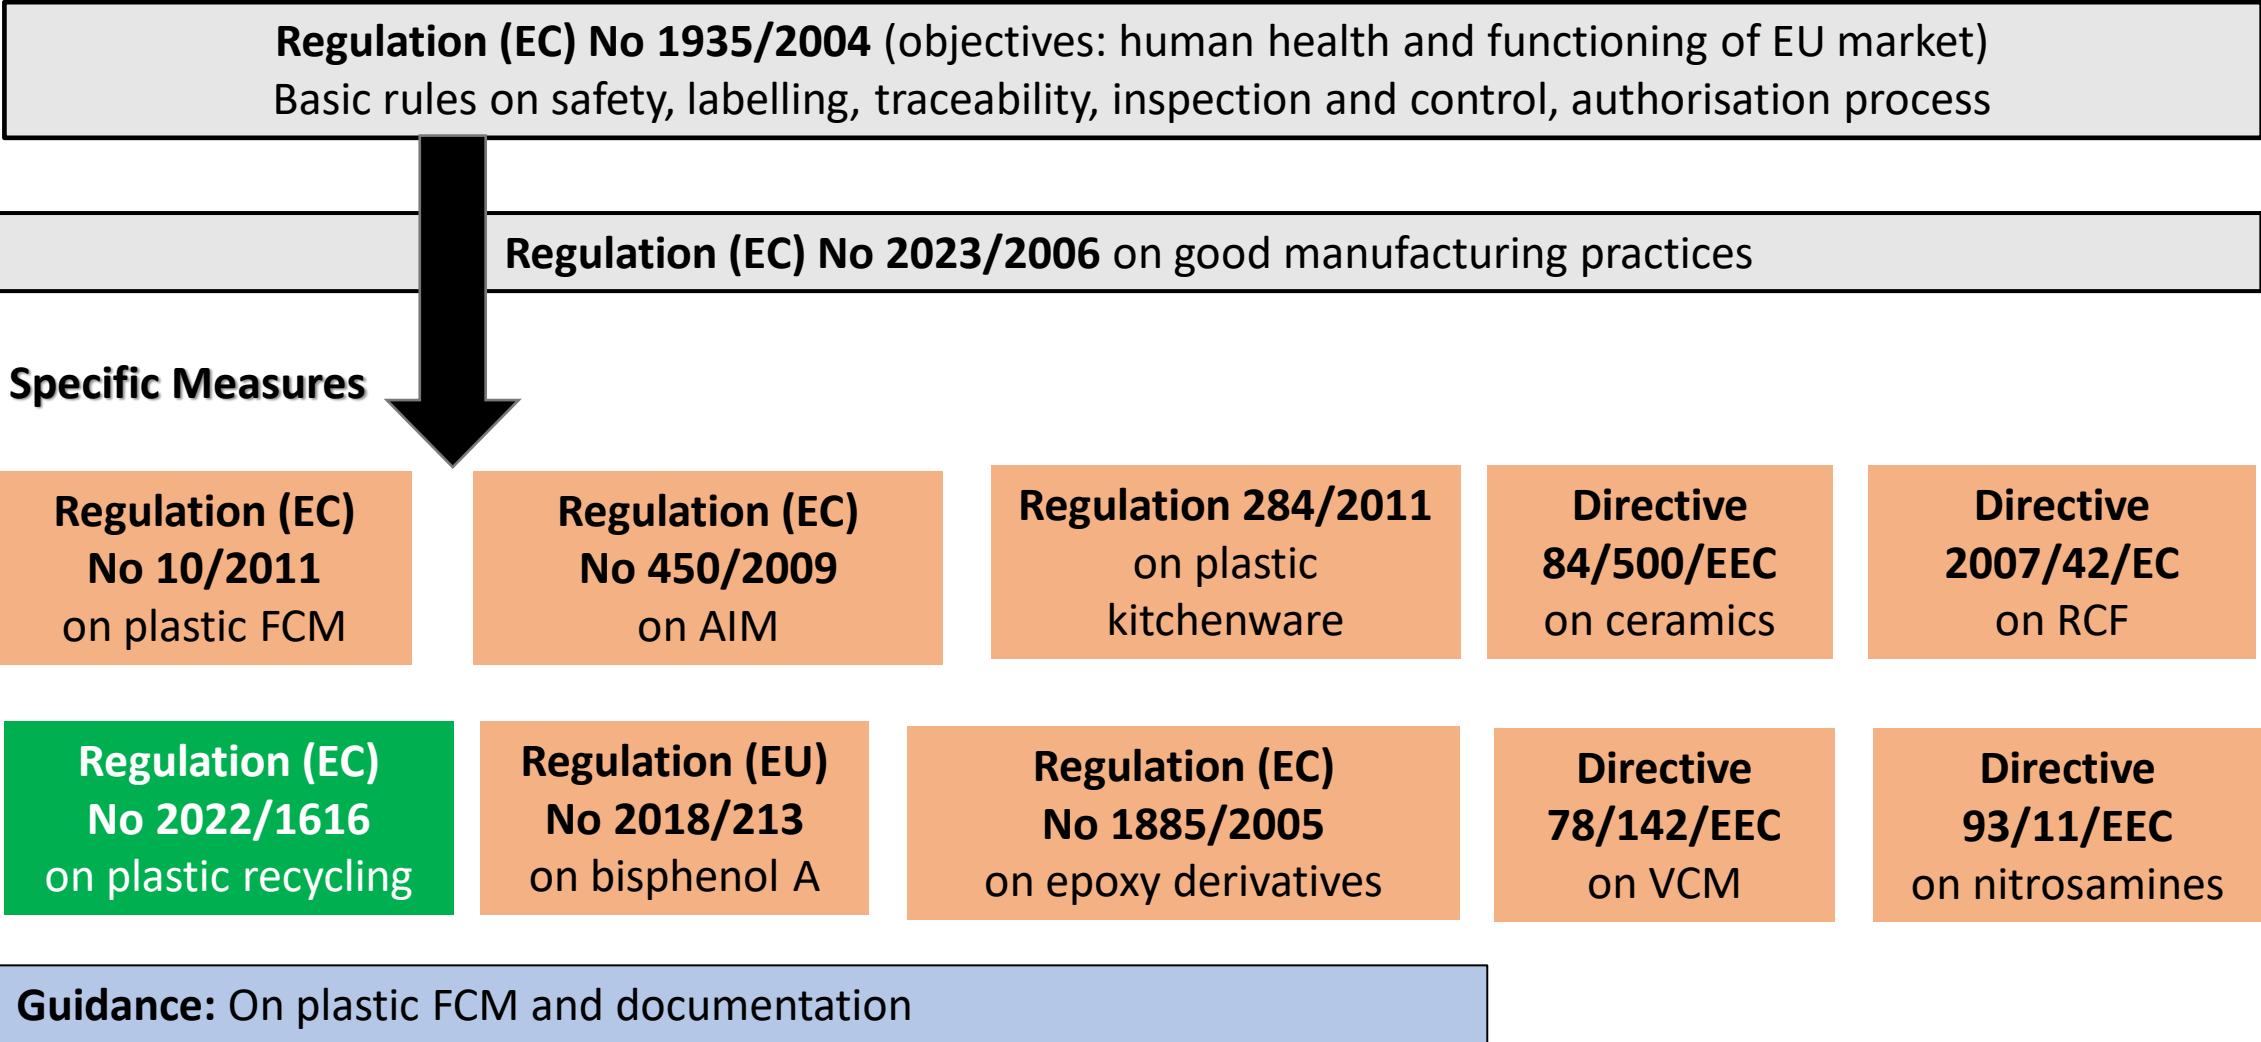 Regulation (EC) No 1935/2004 (objectives: human health and functioning of EU market)
Basic rules on safety, labelling, traceability, inspection and control, authorisation process
Regulation (EC) No 2023/2006 on good manufacturing practices
Specific Measures
Regulation (EC)
No 10/2011
on plastic FCM
Regulation (EC)
No 450/2009
on AIM
Regulation 284/2011
on plastic
kitchenware
Directive
84/500/EEC
on ceramics
Directive
2007/42/EC
on RCF
Regulation (EC)
No 2022/1616
on plastic recycling
Regulation (EU)
No 2018/213
on bisphenol A
Regulation (EC)
No 1885/2005
on epoxy derivatives
Directive
78/142/EEC
on VCM
Directive
93/11/EEC
on nitrosamines
Guidance: On plastic FCM and documentation